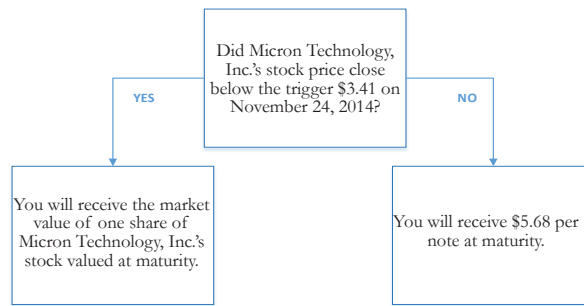 Did Micron Technology,
Inc.'s stock price close
below the trigger $3.41 on
November 24, 2014?
YES
NO
You will receive the market
value of one share of
Micron Technology, Inc.'s
stock valued at maturity.
You will receive $5.68 per
note at maturity.